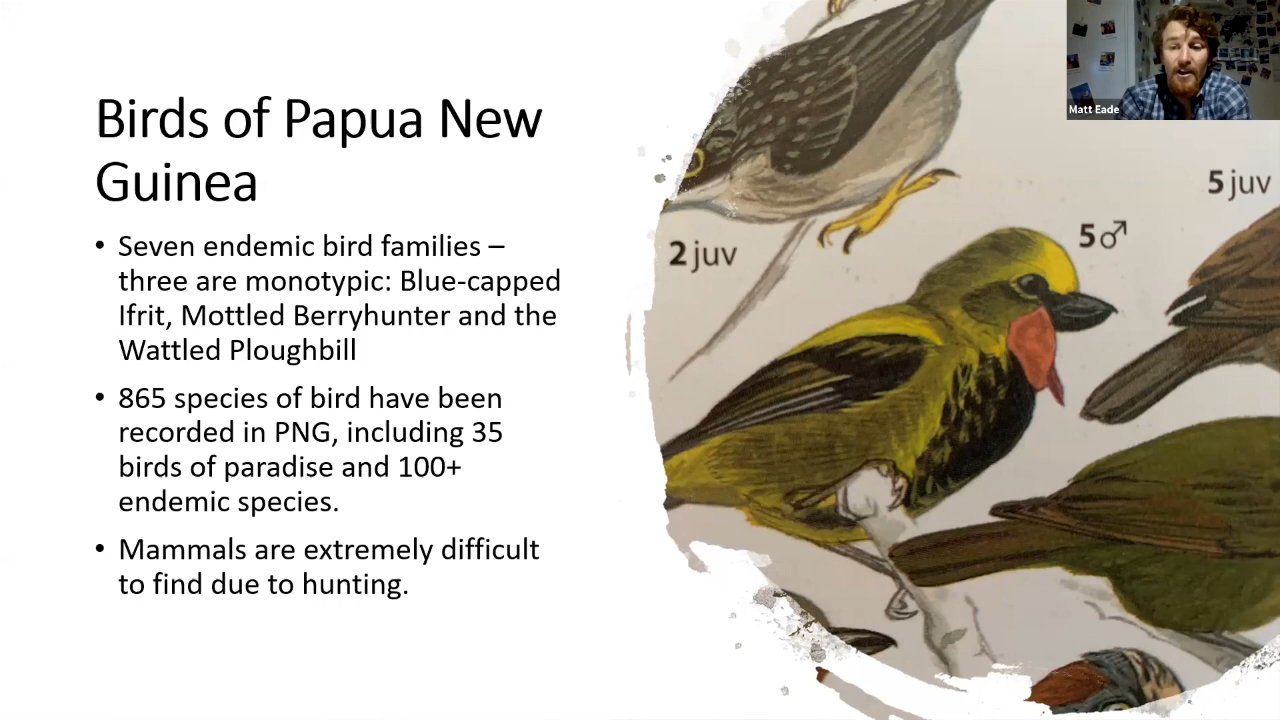 Birds of Papua New
Guinea
• Seven endemic bird families –
three are monotypic: Blue-capped
Ifrit, Mottled Berryhunter and the
Wattled Ploughbill
• 865 species of bird have been
recorded in PNG, including 35
birds of paradise and 100+
endemic species.
• Mammals are extremely difficult
to find due to hunting.
2 juv
5♂
5 juv
Matt Eade